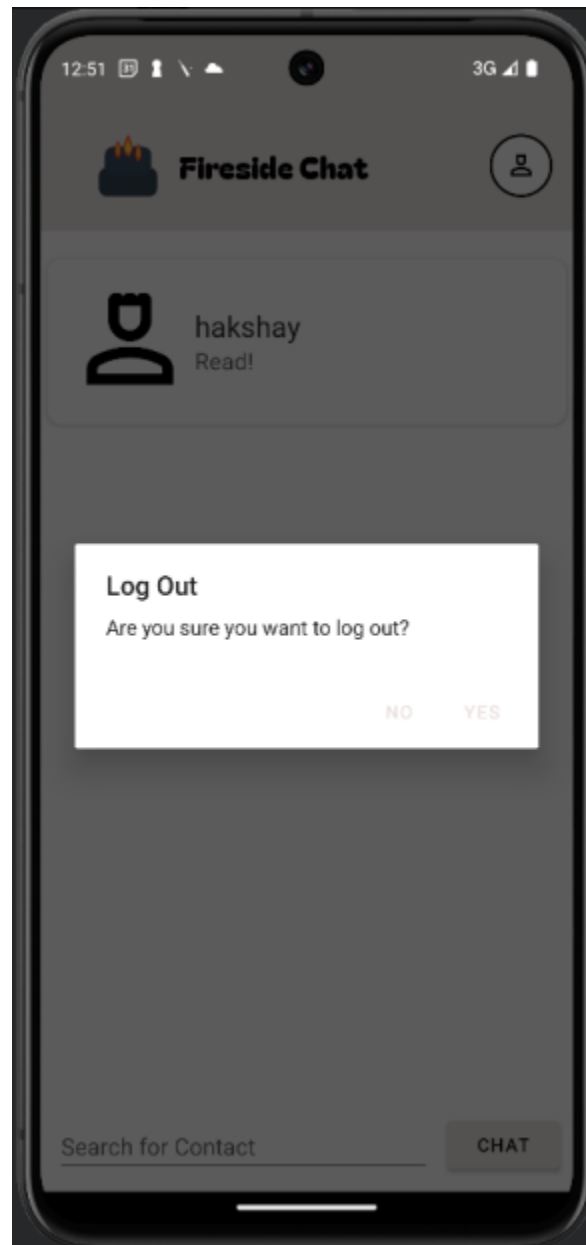 12:51 31 3G
Fireside Chat
hakshay
Read!
Log Out
Are you sure you want to log out?
NO YES
Search for Contact CHAT